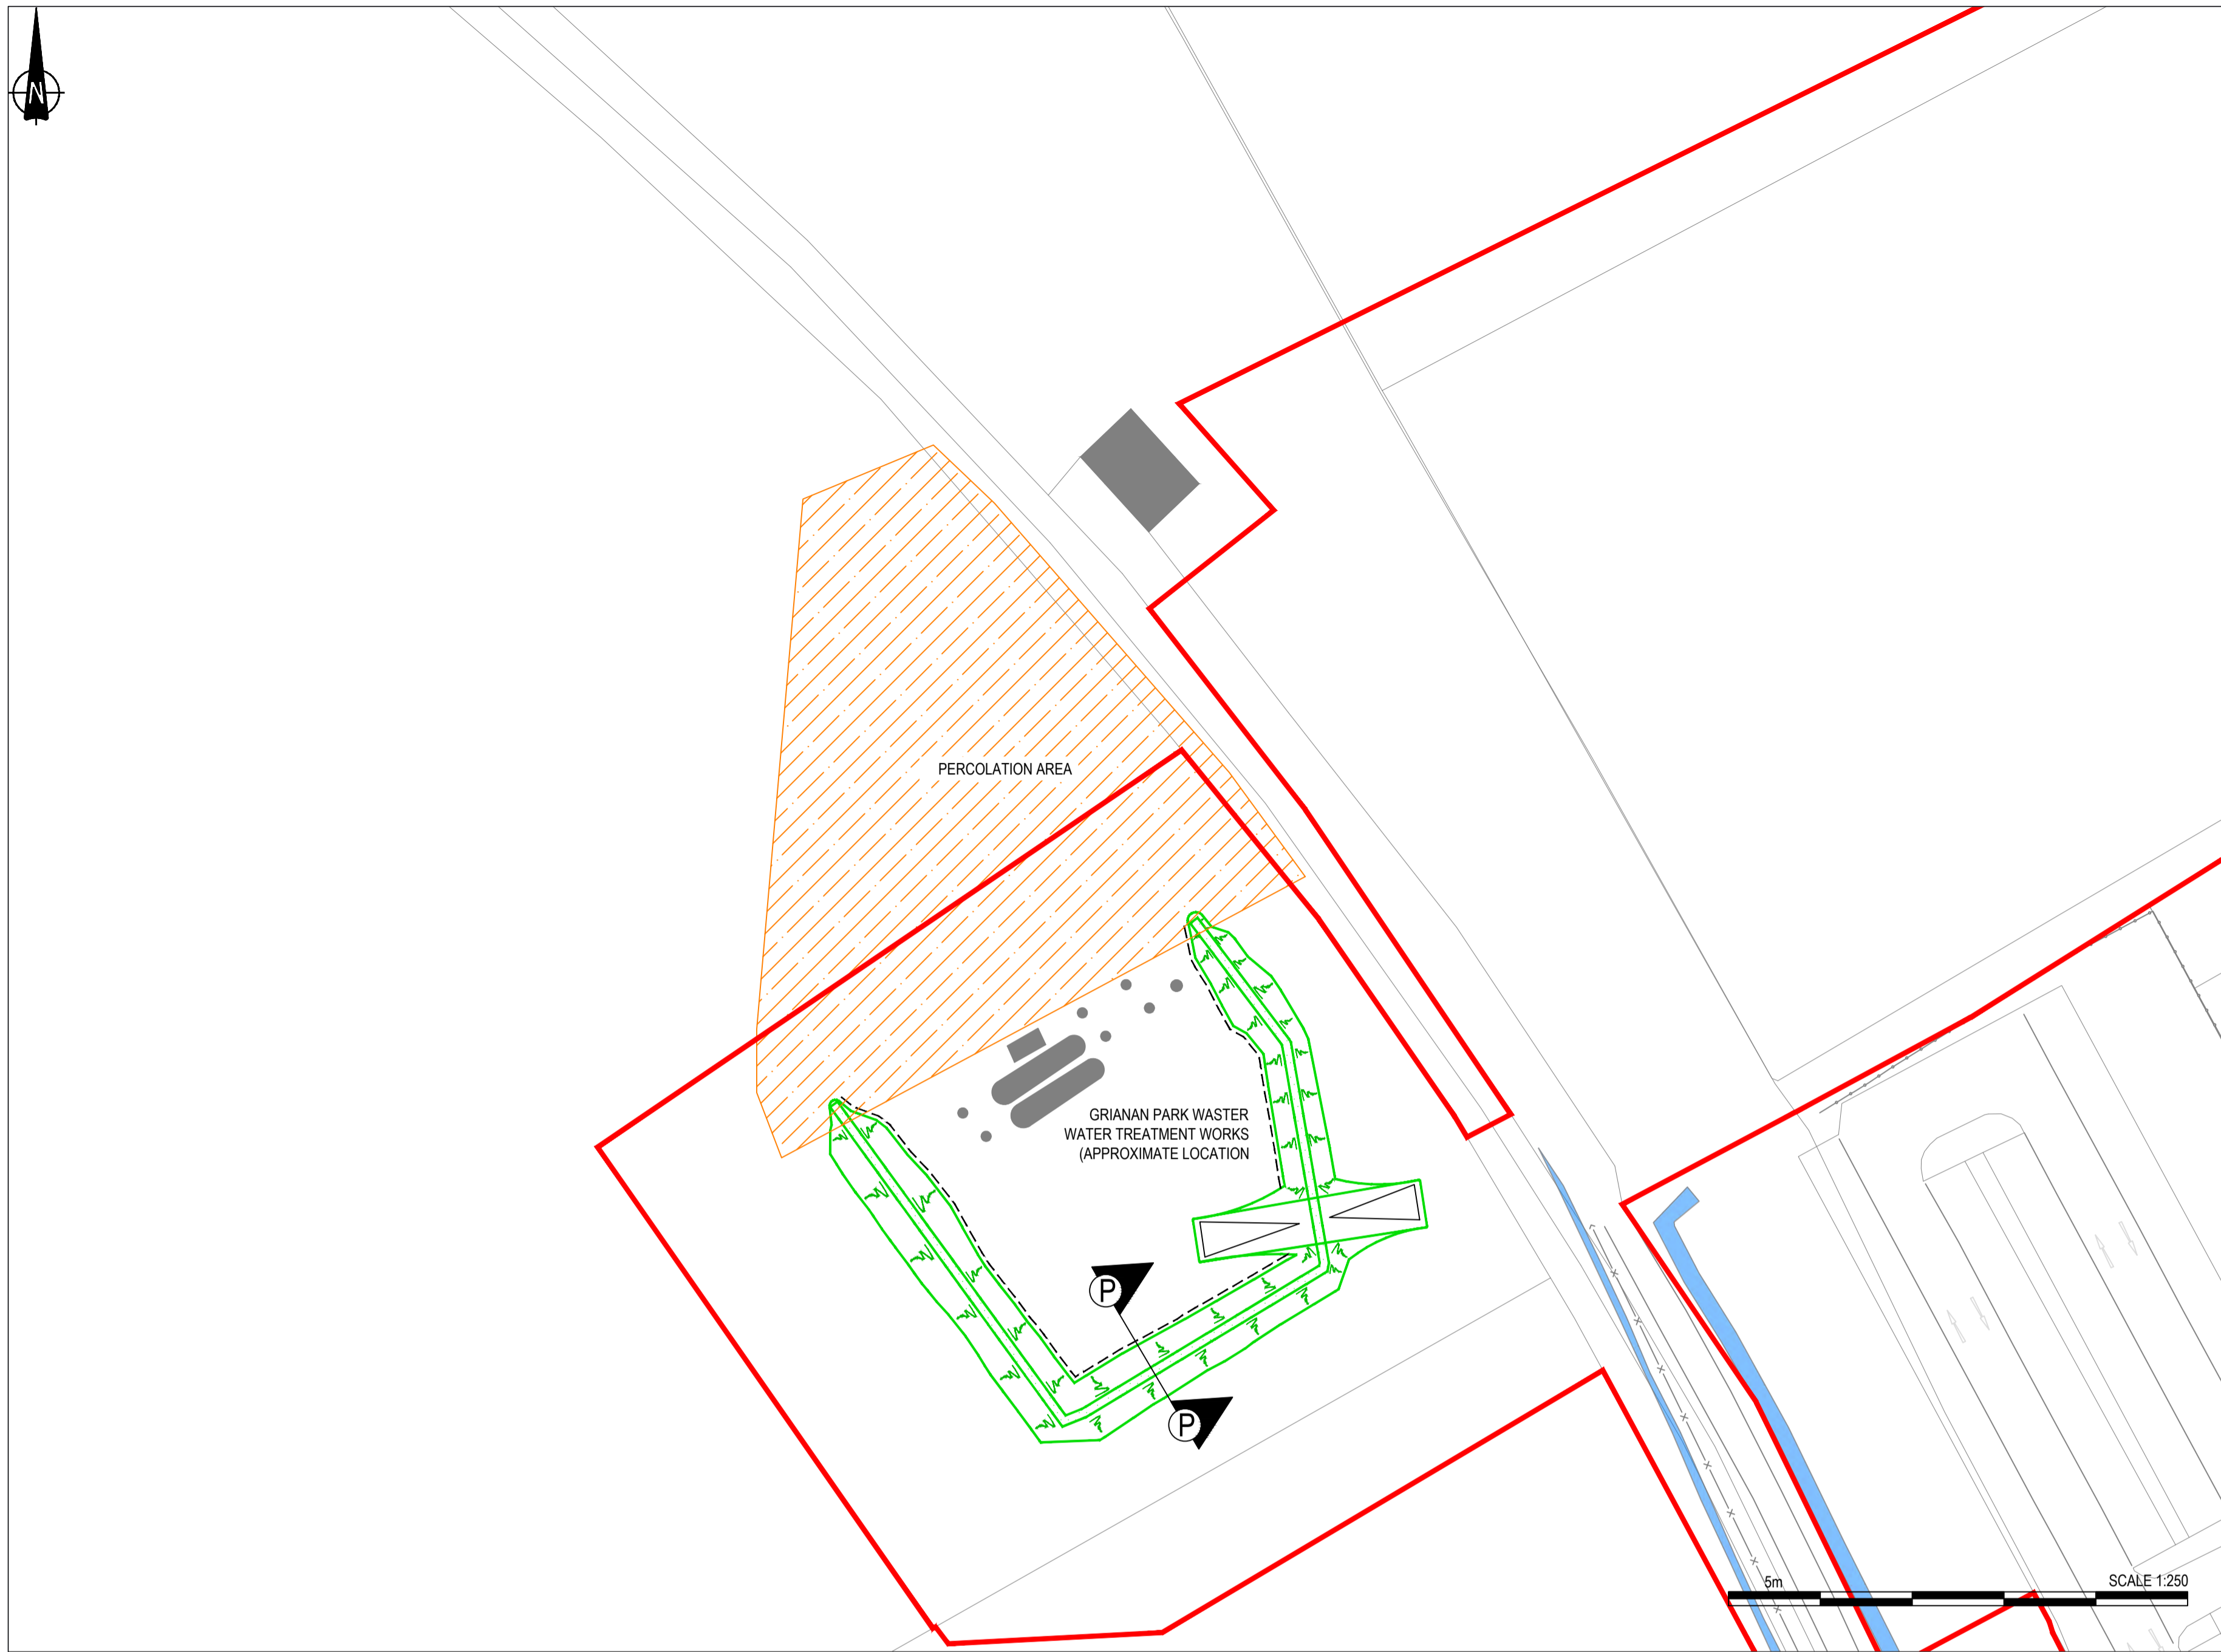 N
PERCOLATION AREA
GRIANAN PARK WASTER
WATER TREATMENT WORKS
(APPROXIMATE LOCATION
P
P
5m
SCALE 1:250